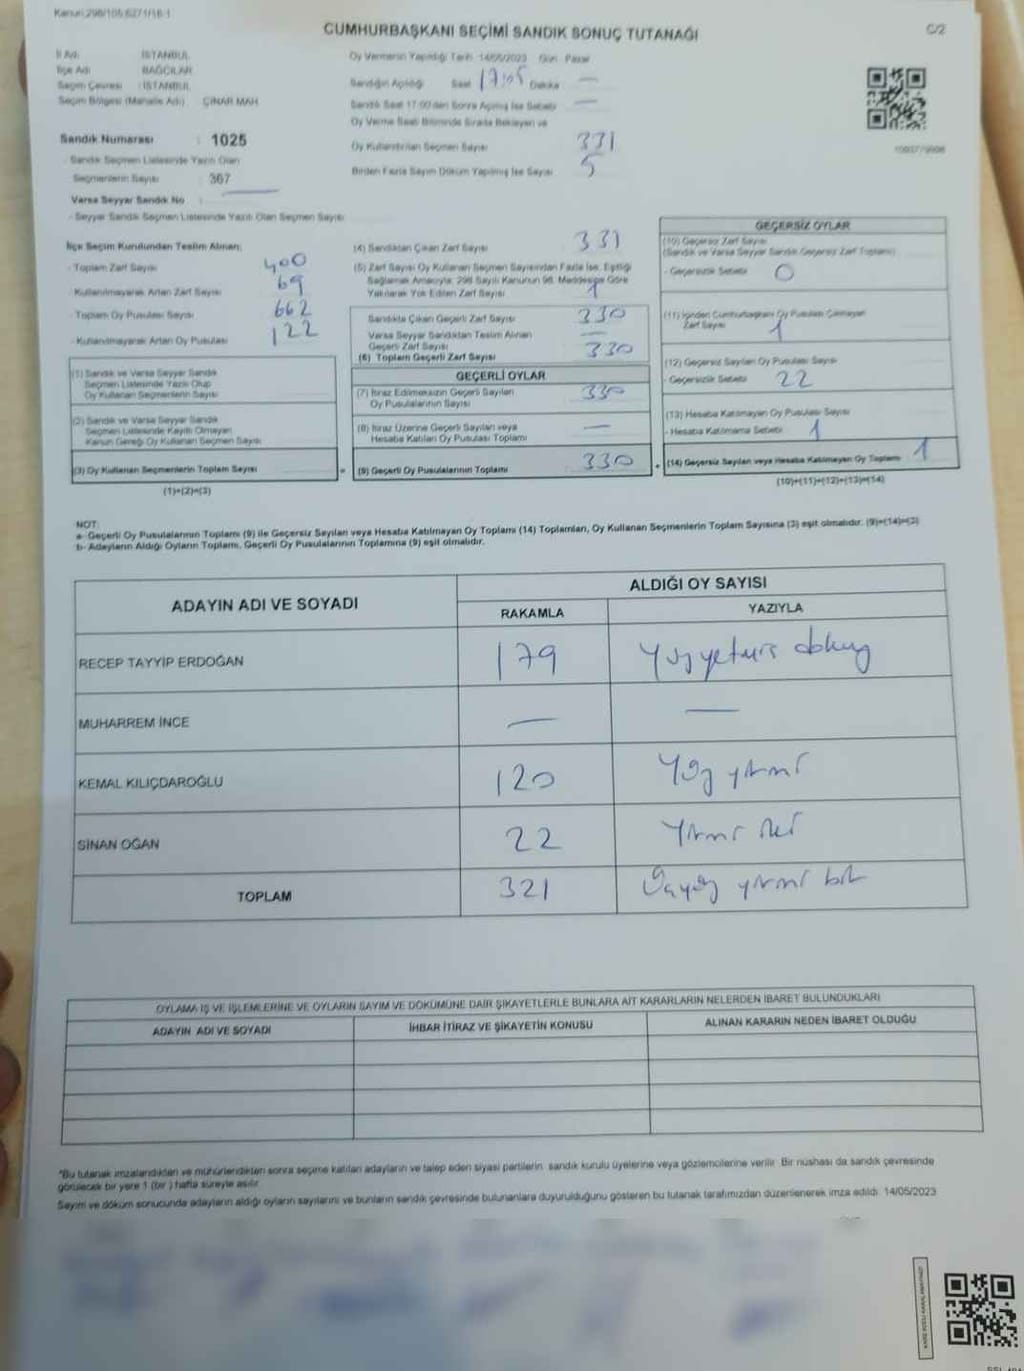 Kanun:298/105,6271/16-1
CUMHURBAŞKANI SEÇİMİ SANDIK SONUÇ TUTANAĞI
C/2
İl Adı : İSTANBUL
İlçe Adı : BAĞCILAR
Seçim Çevresi : İSTANBUL
Seçim Bölgesi (Mahalle Adı) : ÇINAR MAH.
Sandık Numarası : 1025
- Sandık Seçmen Listesinde Yazılı Olan
Seçmenlerin Sayısı : 367
Varsa Seyyar Sandık No :
- Seyyar Sandık Seçmen Listesinde Yazılı Olan Seçmen Sayısı:
Oy Vermenin Yapıldığı Tarih: 14/05/2023 Gün: Pazar
Sandığın Açıldığı Saat 17:05 Dakika —
Sandık Saat 17:00'den Sonra Açılmış İse Sebebi —
Oy Verme Saati Bitiminde Sırada Bekleyen ve
Oy Kullandırılan Seçmen Sayısı 331
Birden Fazla Sayım Döküm Yapılmış İse Sayısı 5
İlçe Seçim Kurulundan Teslim Alınan;
- Toplam Zarf Sayısı 400
- Kullanılmayarak Artan Zarf Sayısı 69
- Toplam Oy Pusulası Sayısı 662
- Kullanılmayarak Artan Oy Pusulası 122
(1) Sandık ve Varsa Seyyar Sandık
Seçmen Listesinde Yazılı Olup
Oy Kullanan Seçmenlerin Sayısı
(2) Sandık ve Varsa Seyyar Sandık
Seçmen Listesinde Kayıtlı Olmayan
Kanun Gereği Oy Kullanan Seçmen Sayısı
(3) Oy Kullanan Seçmenlerin Toplam Sayısı
(1)+(2)=(3)
(4) Sandıktan Çıkan Zarf Sayısı 331
(5) Zarf Sayısı Oy Kullanan Seçmen Sayısından Fazla İse, Eşitliği
Sağlamak Amacıyla, 298 Sayılı Kanunun 98. Maddesine Göre
Yakılarak Yok Edilen Zarf Sayısı 1
Sandıkta Çıkan Geçerli Zarf Sayısı 330
Varsa Seyyar Sandıktan Teslim Alınan
Geçerli Zarf Sayısı —
(6) Toplam Geçerli Zarf Sayısı 330
GEÇERLİ OYLAR
(7) İtiraz Edilmeksizin Geçerli Sayılan
Oy Pusulalarının Sayısı 330
(8) İtiraz Üzerine Geçerli Sayılan veya
Hesaba Katılan Oy Pusulası Toplamı —
= (9) Geçerli Oy Pusulalarının Toplamı 330
GEÇERSİZ OYLAR
(10) Geçersiz Zarf Sayısı
(Sandık ve Varsa Seyyar Sandık Geçersiz Zarf Toplamı)
- Geçersizlik Sebebi 0
(11) İçinden Cumhurbaşkanı Oy Pusulası Çıkmayan
Zarf Sayısı 1
(12) Geçersiz Sayılan Oy Pusulası Sayısı
- Geçersizlik Sebebi 22
(13) Hesaba Katılmayan Oy Pusulası Sayısı
- Hesaba Katılmama Sebebi 1
+ (14) Geçersiz Sayılan veya Hesaba Katılmayan Oy Toplamı 1
(10)+(11)+(12)+(13)=(14)
NOT:
a- Geçerli Oy Pusulalarının Toplamı (9) ile Geçersiz Sayılan veya Hesaba Katılmayan Oy Toplamı (14) Toplamları, Oy Kullanan Seçmenlerin Toplam Sayısına (3) eşit olmalıdır. (9)+(14)=(3)
b- Adayların Aldığı Oyların Toplamı, Geçerli Oy Pusulalarının Toplamına (9) eşit olmalıdır.
ADAYIN ADI VE SOYADI
ALDIĞI OY SAYISI
RAKAMLA YAZIYLA
RECEP TAYYİP ERDOĞAN 179 Yüzyetmiş dokuz
MUHARREM İNCE — —
KEMAL KILIÇDAROĞLU 120 Yüz yirmi
SİNAN OĞAN 22 Yirmi iki
TOPLAM 321 Üçyüz yirmi bir
OYLAMA İŞ VE İŞLEMLERİNE VE OYLARIN SAYIM VE DÖKÜMÜNE DAİR ŞİKAYETLERLE BUNLARA AİT KARARLARIN NELERDEN İBARET BULUNDUKLARI
ADAYIN ADI VE SOYADI İHBAR İTİRAZ VE ŞİKAYETİN KONUSU ALINAN KARARIN NEDEN İBARET OLDUĞU
*Bu tutanak imzalandıktan ve mühürlendikten sonra seçime katılan adayların ve talep eden siyasi partilerin sandık kurulu üyelerine veya gözlemcilerine verilir. Bir nüshası da sandık çevresinde
görülecek bir yere 1 (bir) hafta süreyle asılır.
Sayım ve döküm sonucunda adayların aldığı oyların sayılarını ve bunların sandık çevresinde bulunanlara duyurulduğunu gösteren bu tutanak tarafımızdan düzenlenerek imza edildi. 14/05/2023